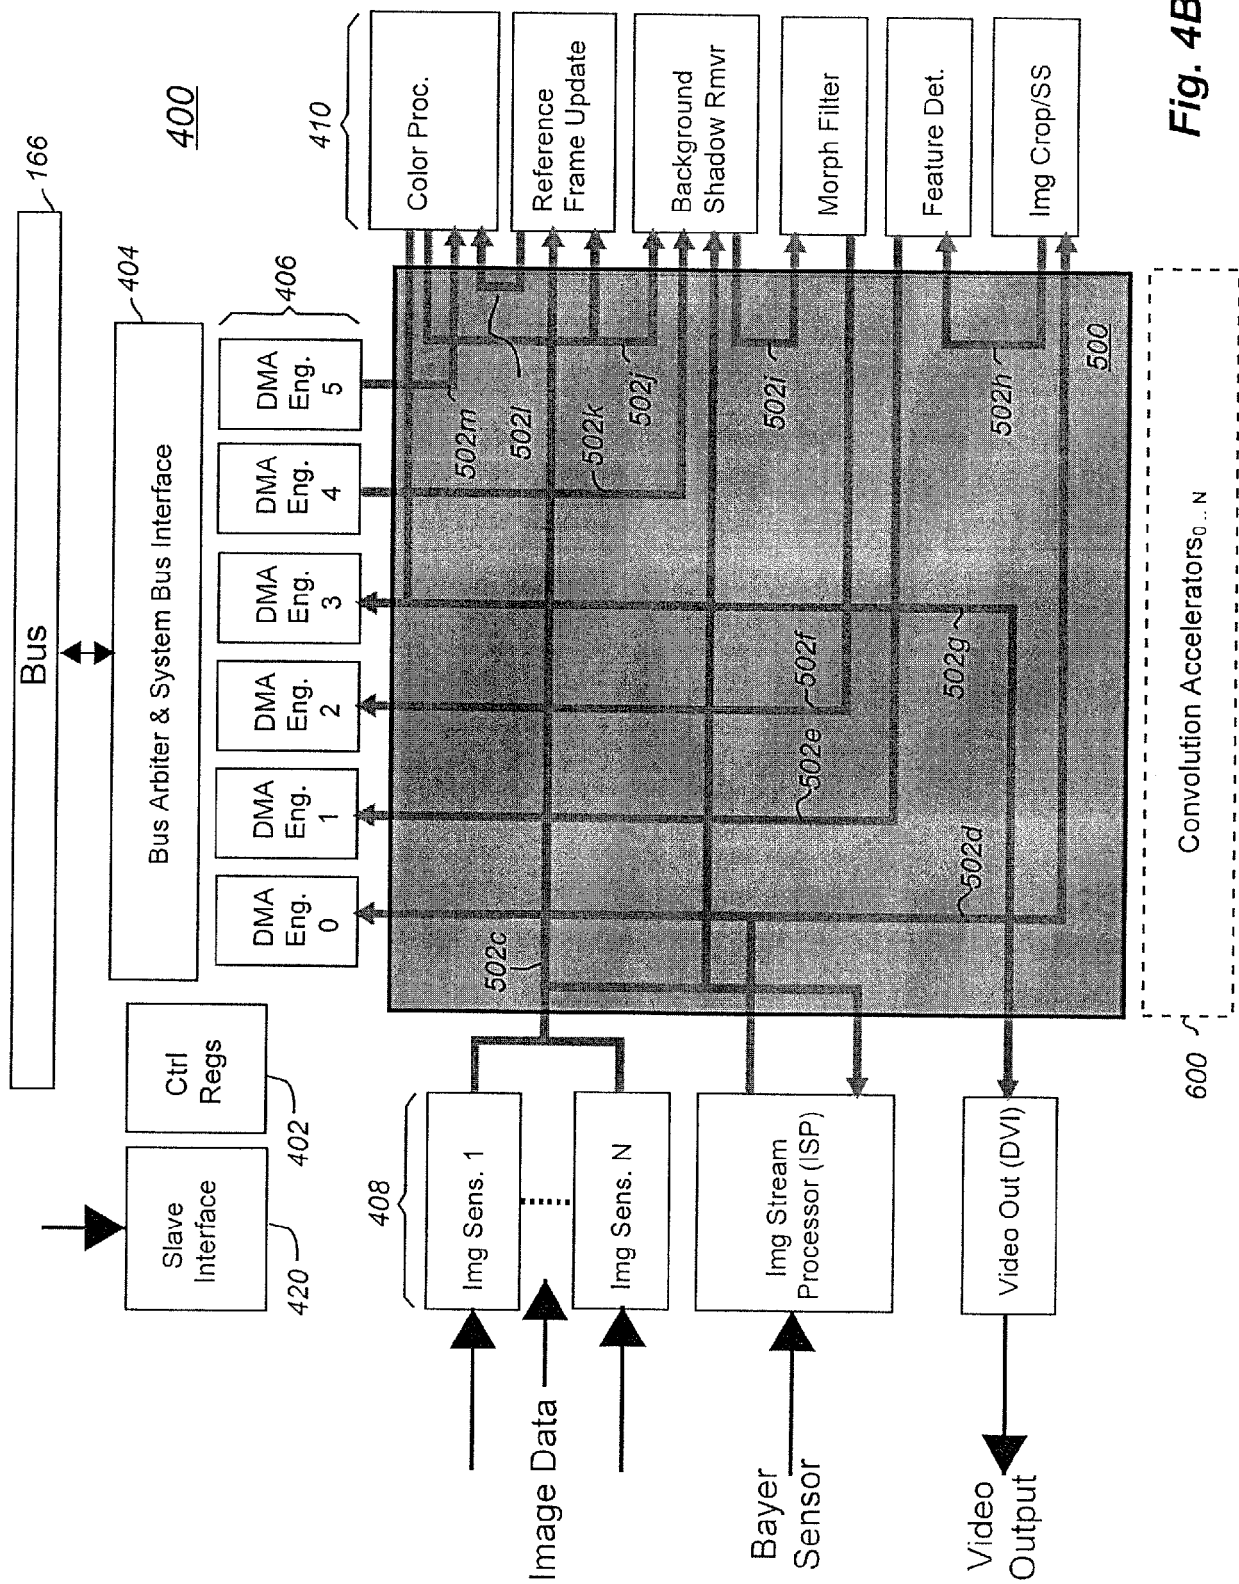 Bus
166
400
Bus Arbiter & System Bus Interface
404
Slave
Interface
420
Ctrl
Regs
402
DMA
Eng.
0
DMA
Eng.
1
DMA
Eng.
2
DMA
Eng.
3
DMA
Eng.
4
DMA
Eng.
5
406
408
Img Sens. 1
Img Sens. N
Image Data
Img Stream
Processor (ISP)
Bayer
Sensor
Video Out (DVI)
Video
Output
502c
502d
502e
502f
502g
502h
502i
502j
502k
502l
502m
500
410
Color Proc.
Reference
Frame Update
Background
Shadow Rmvr
Morph Filter
Feature Det.
Img Crop/SS
600
Convolution Accelerators0 ... N
Fig. 4B